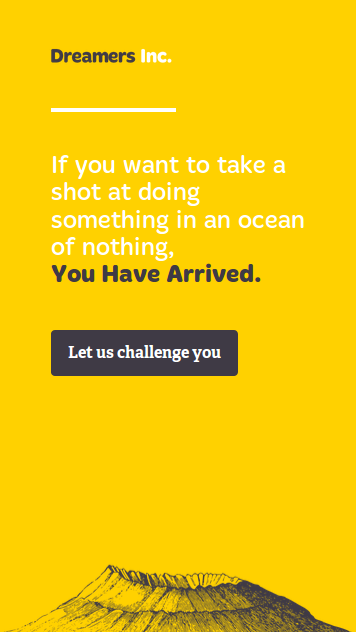 Dreamers Inc.
If you want to take a
shot at doing
something in an ocean
of nothing,
You Have Arrived.
Let us challenge you